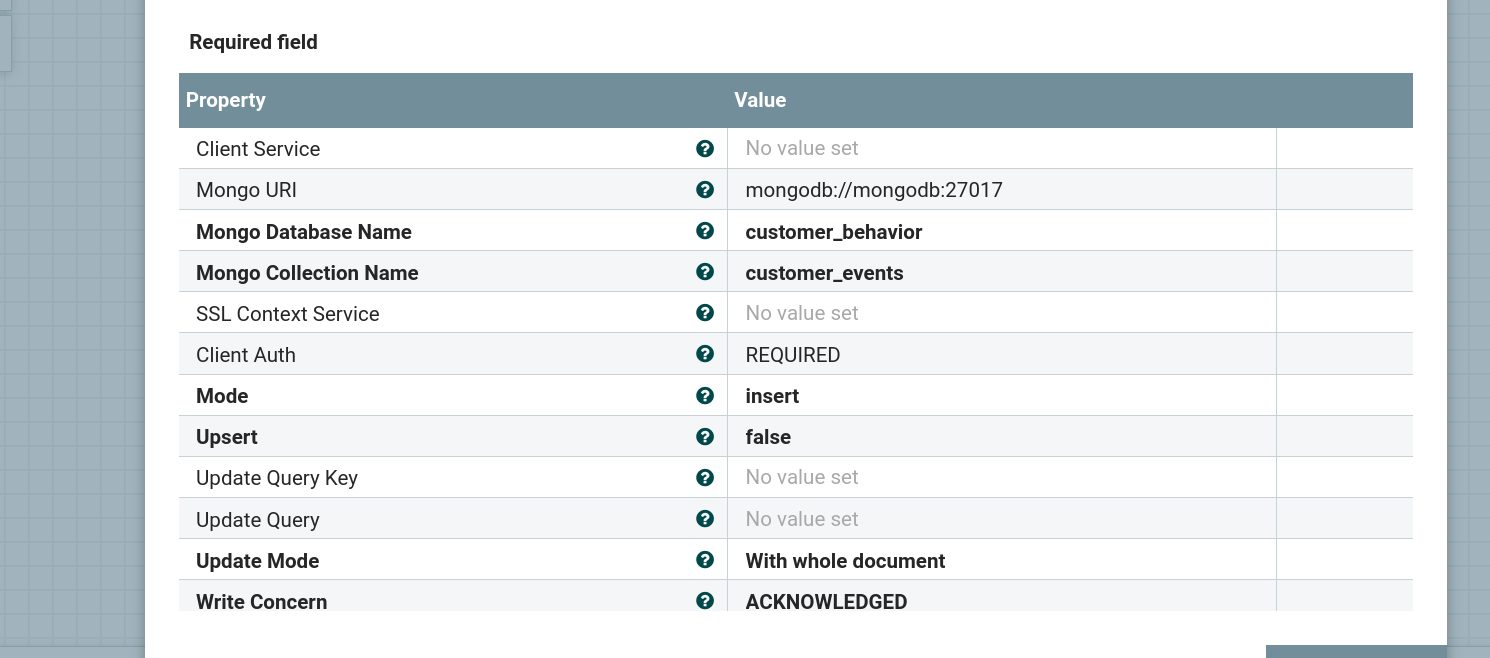 Required field
Property Value
Client Service ? No value set
Mongo URI ? mongodb://mongodb:27017
Mongo Database Name ? customer_behavior
Mongo Collection Name ? customer_events
SSL Context Service ? No value set
Client Auth ? REQUIRED
Mode ? insert
Upsert ? false
Update Query Key ? No value set
Update Query ? No value set
Update Mode ? With whole document
Write Concern ? ACKNOWLEDGED